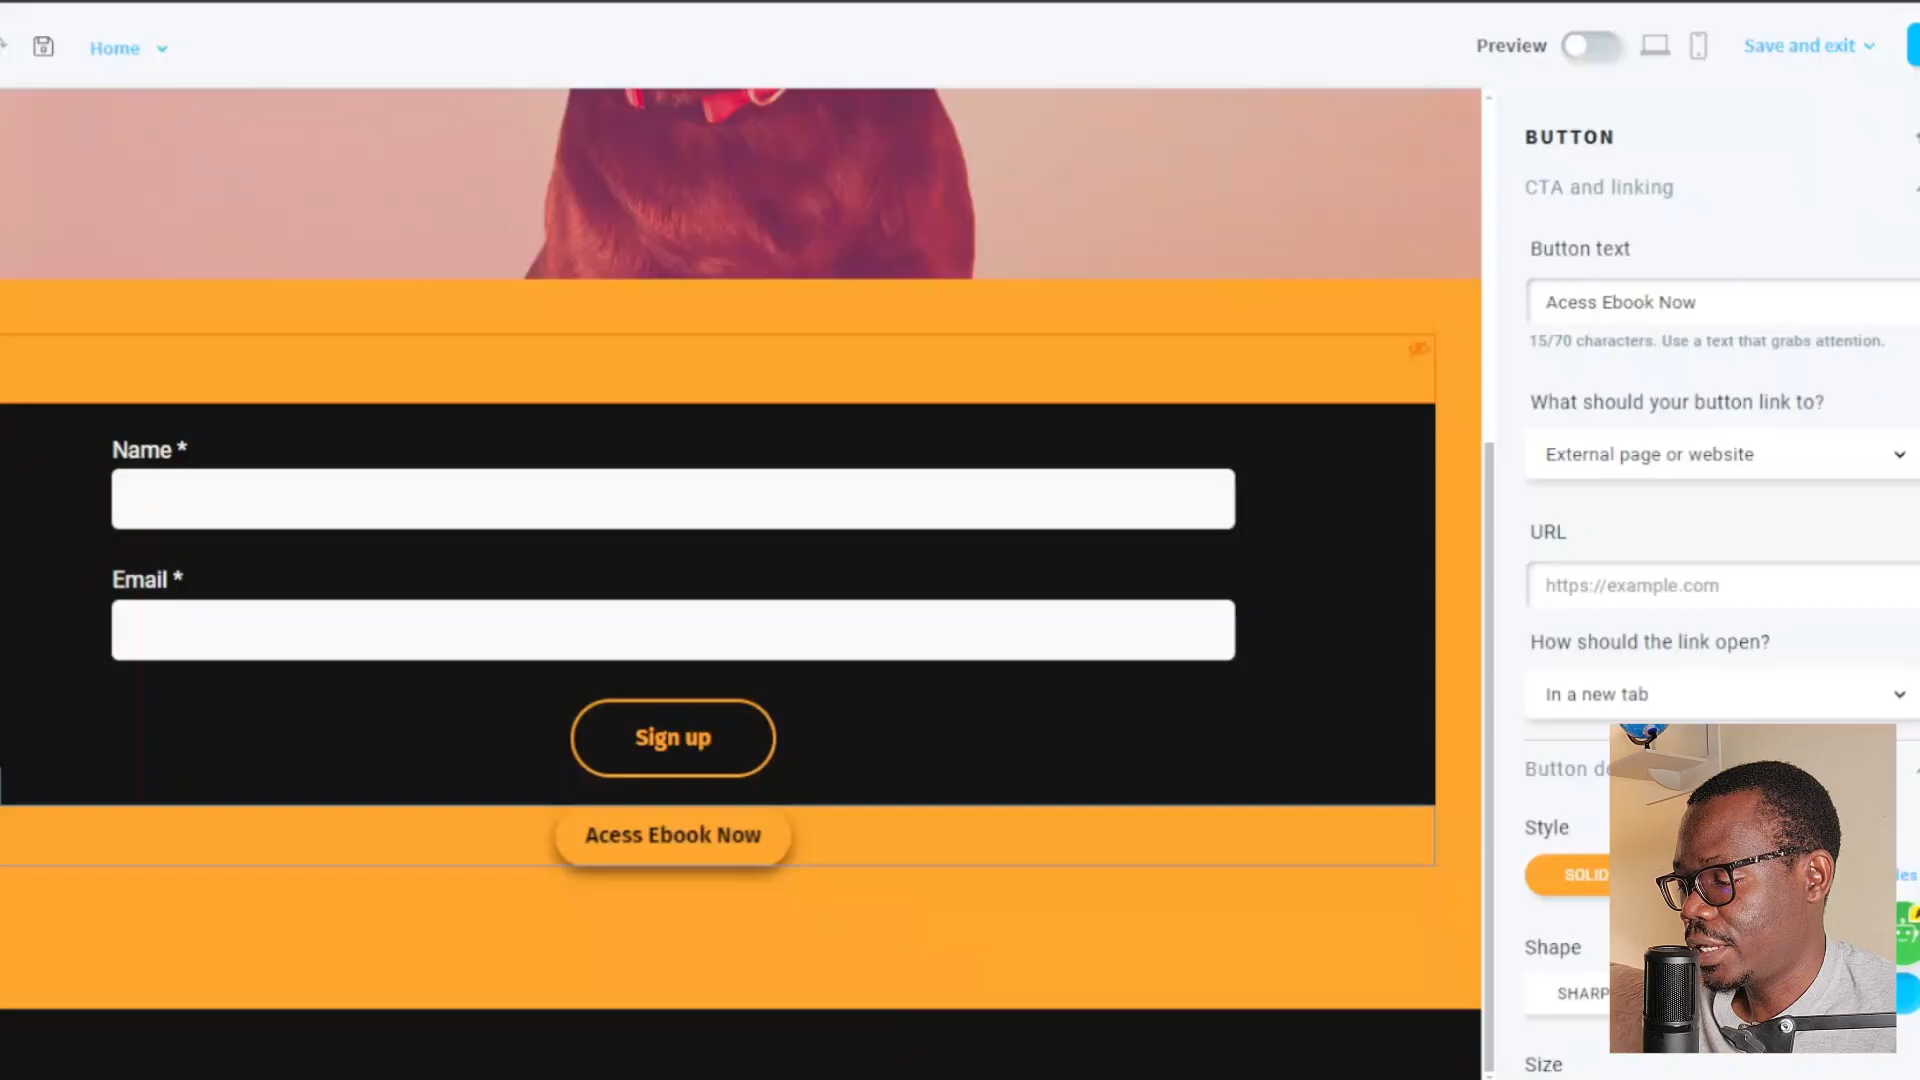 Home
Preview
Save and exit
BUTTON
CTA and linking
Button text
Acess Ebook Now
15/70 characters. Use a text that grabs attention.
What should your button link to?
External page or website
URL
https://example.com
How should the link open?
In a new tab
Style
SOLID
Shape
SHARP
Size
Name *
Email *
Sign up
Acess Ebook Now